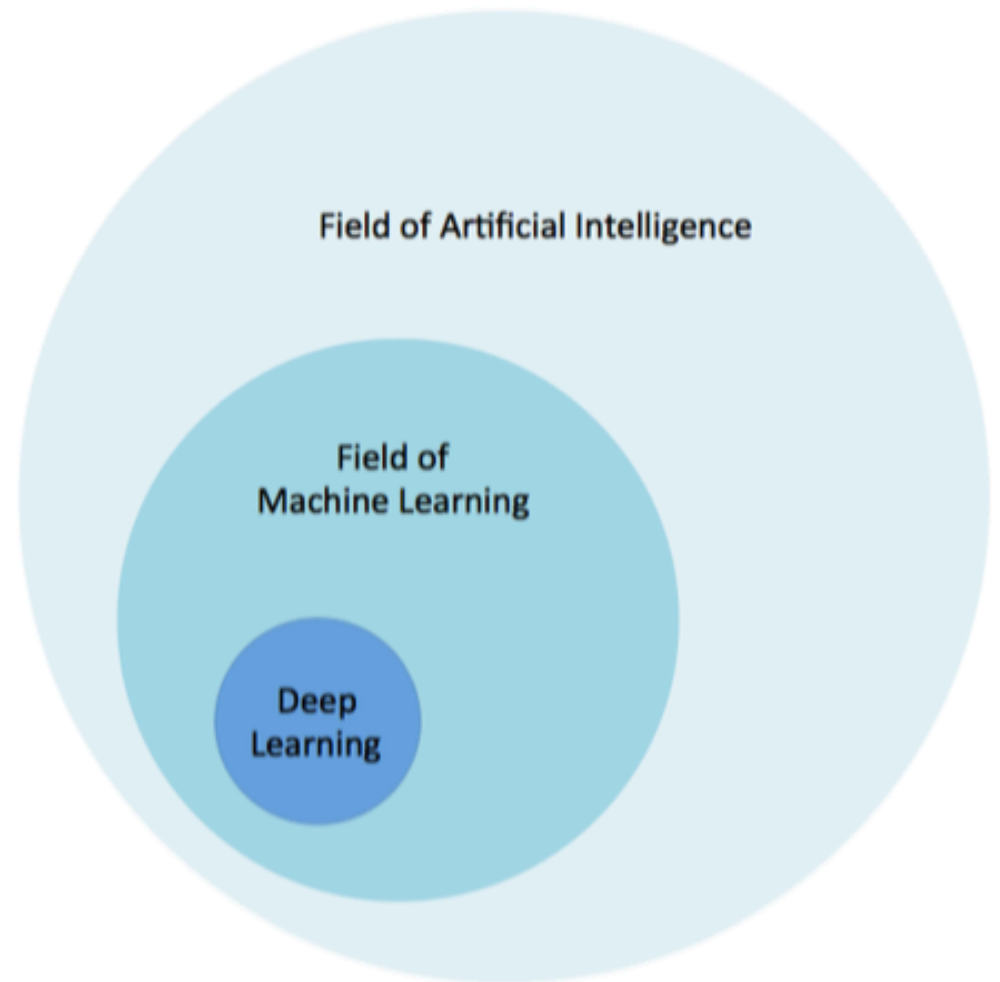 Field of Artificial Intelligence
Field of
Machine Learning
Deep
Learning